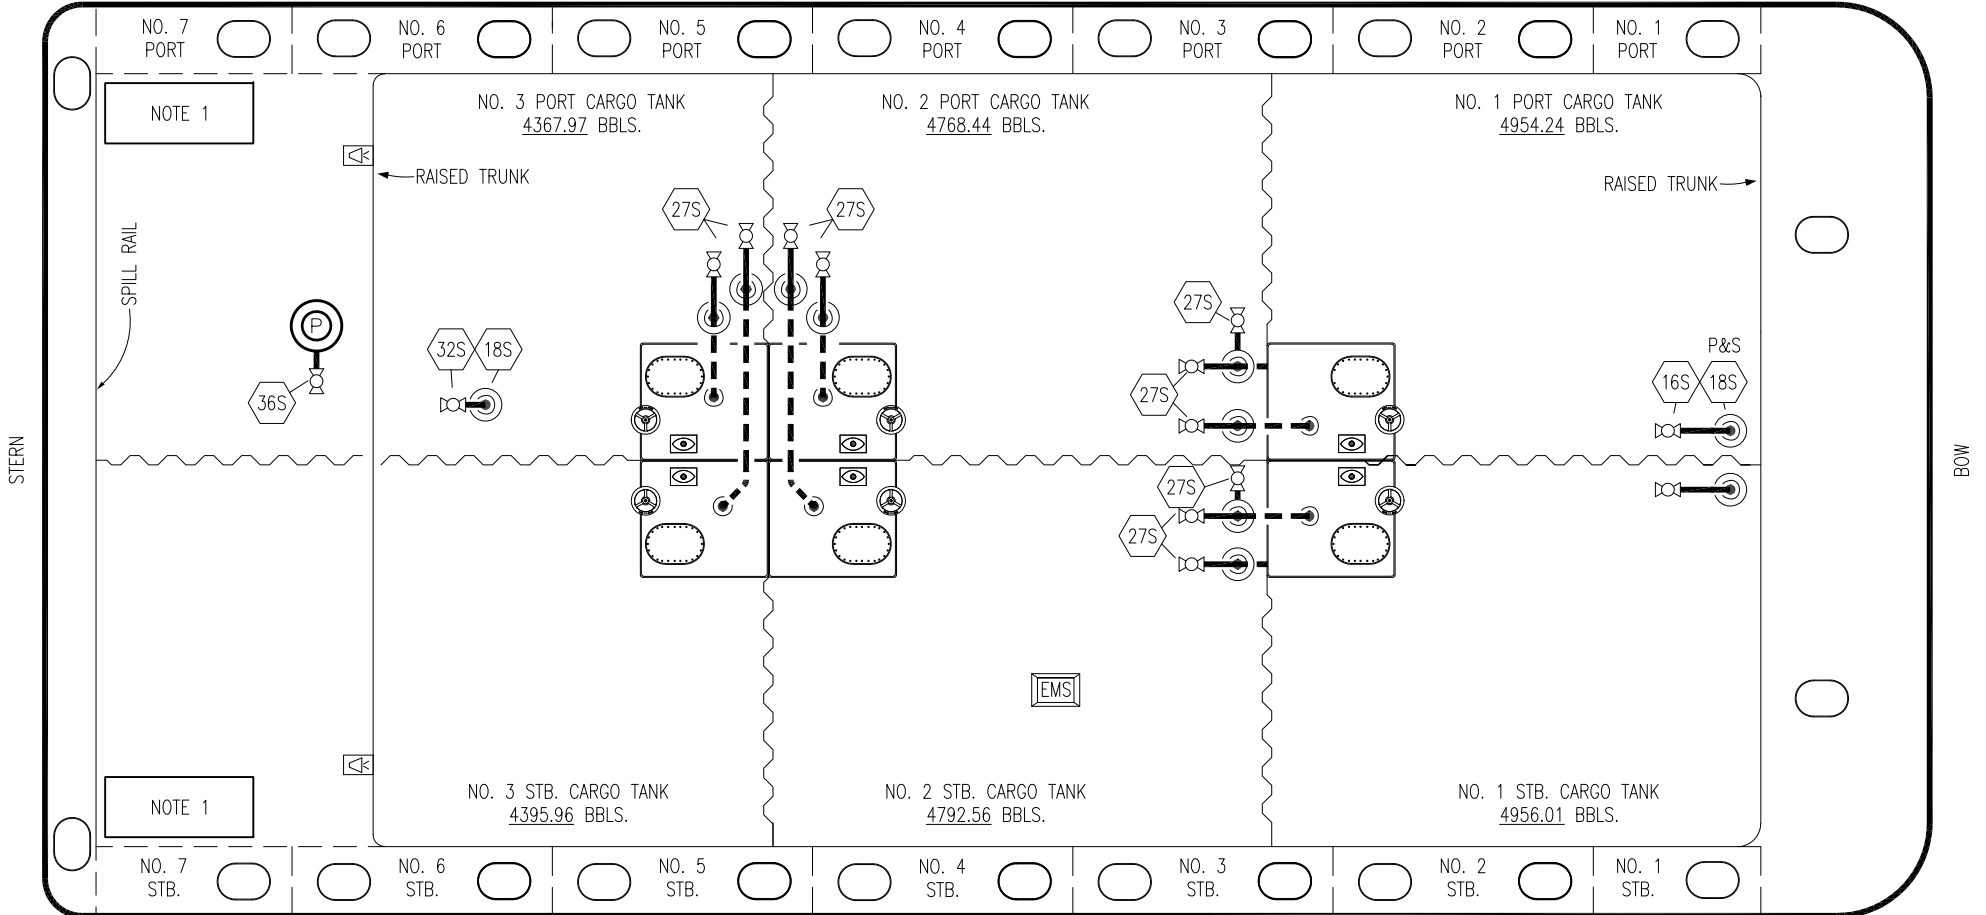 NO. 7
PORT
NO. 6
PORT
NO. 5
PORT
NO. 4
PORT
NO. 3
PORT
NO. 2
PORT
NO. 1
PORT
NOTE 1
NO. 3 PORT CARGO TANK
4367.97 BBLS.
NO. 2 PORT CARGO TANK
4768.44 BBLS.
NO. 1 PORT CARGO TANK
4954.24 BBLS.
RAISED TRUNK
RAISED TRUNK
27S
27S
SPILL RAIL
27S
P
32S
18S
P&S
36S
27S
16S
18S
STERN
BOW
27S
27S
EMS
NOTE 1
NO. 3 STB. CARGO TANK
4395.96 BBLS.
NO. 2 STB. CARGO TANK
4792.56 BBLS.
NO. 1 STB. CARGO TANK
4956.01 BBLS.
NO. 7
STB.
NO. 6
STB.
NO. 5
STB.
NO. 4
STB.
NO. 3
STB.
NO. 2
STB.
NO. 1
STB.